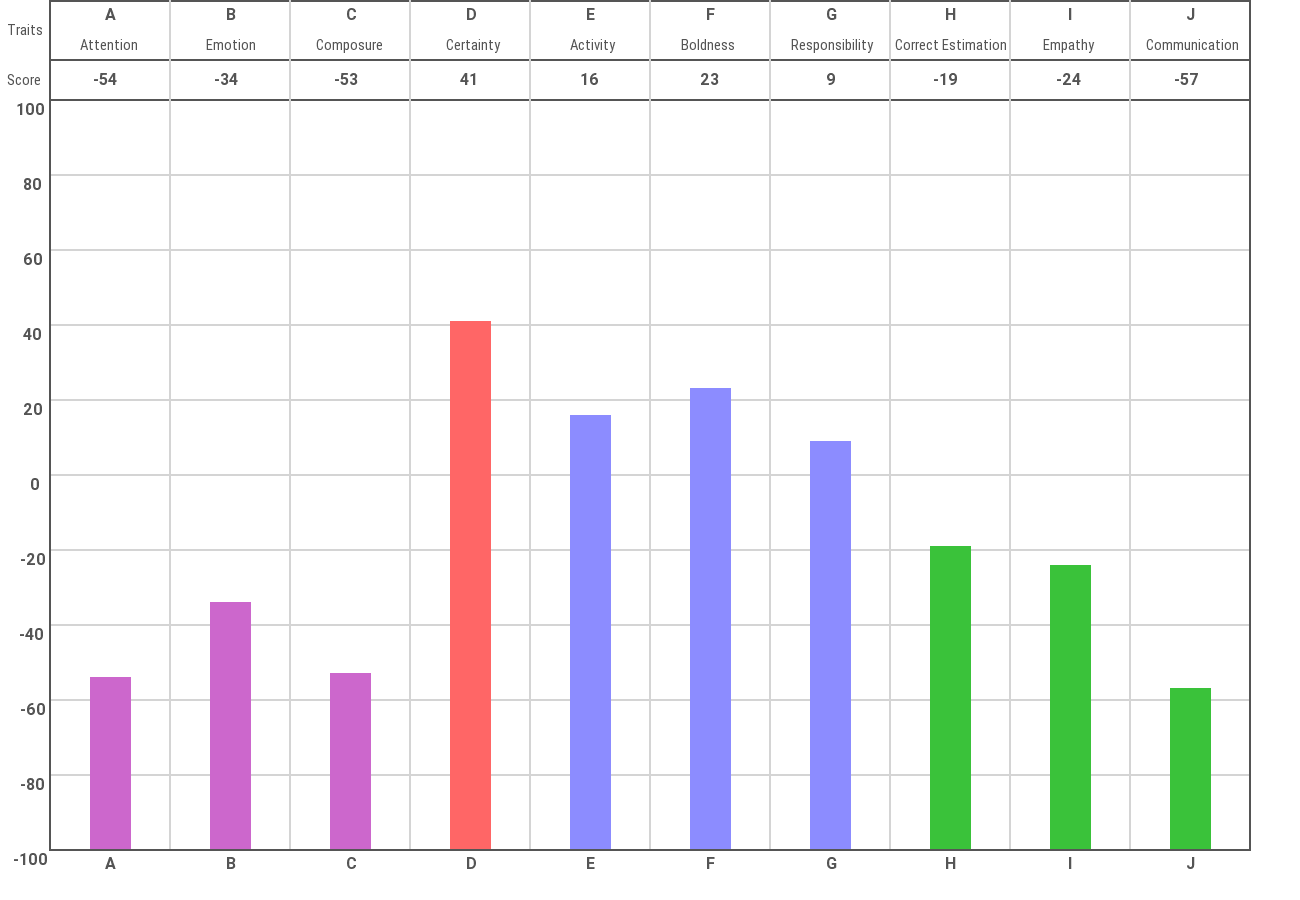 A B C D E F G H I J
Traits Attention Emotion Composure Certainty Activity Boldness Responsibility Correct Estimation Empathy Communication
Score -54 -34 -53 41 16 23 9 -19 -24 -57
100
80
60
40
20
0
-20
-40
-60
-80
-100
A B C D E F G H I J